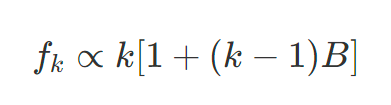 f_k ∝ k[1 + (k − 1)B]